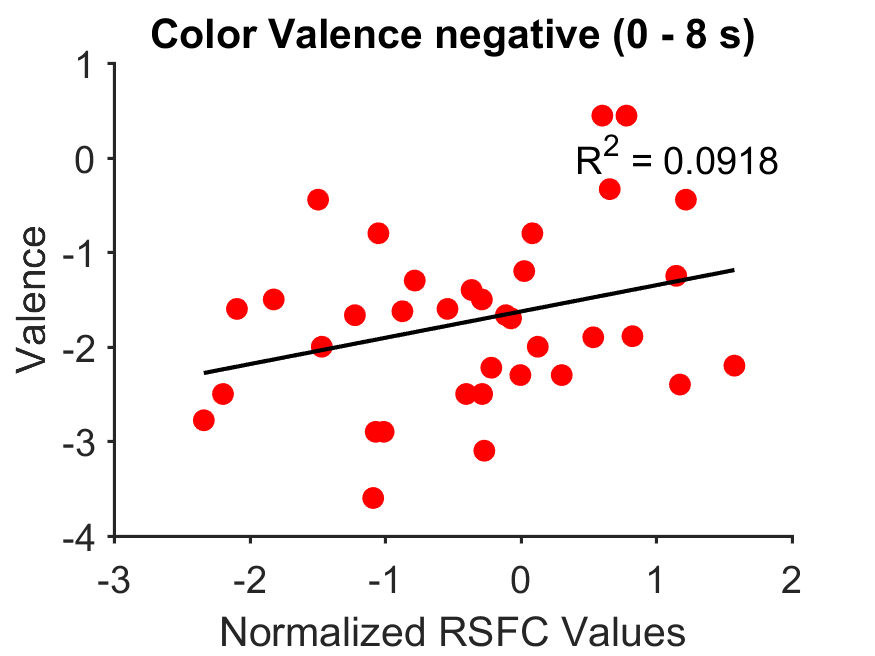 Color Valence negative (0 - 8 s)
1
0
-1
-2
-3
-4
Valence
R² = 0.0918
-3 -2 -1 0 1 2
Normalized RSFC Values